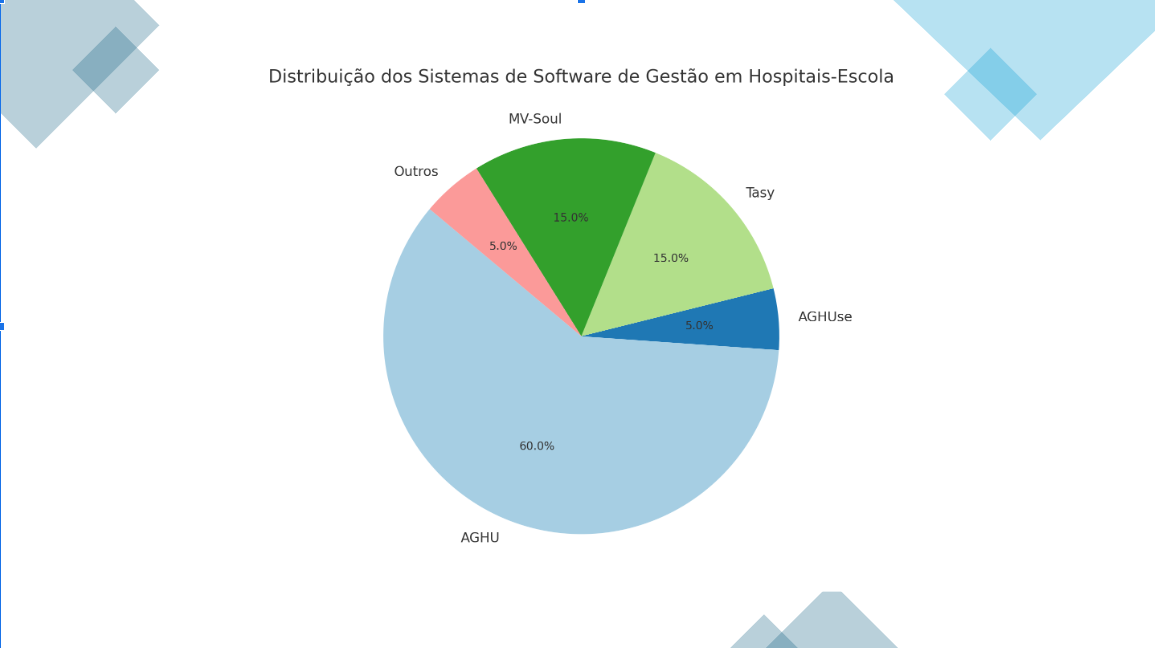 Distribuição dos Sistemas de Software de Gestão em Hospitais-Escola
MV-Soul
Outros
Tasy
15.0%
5.0%
15.0%
AGHUse
5.0%
60.0%
AGHU